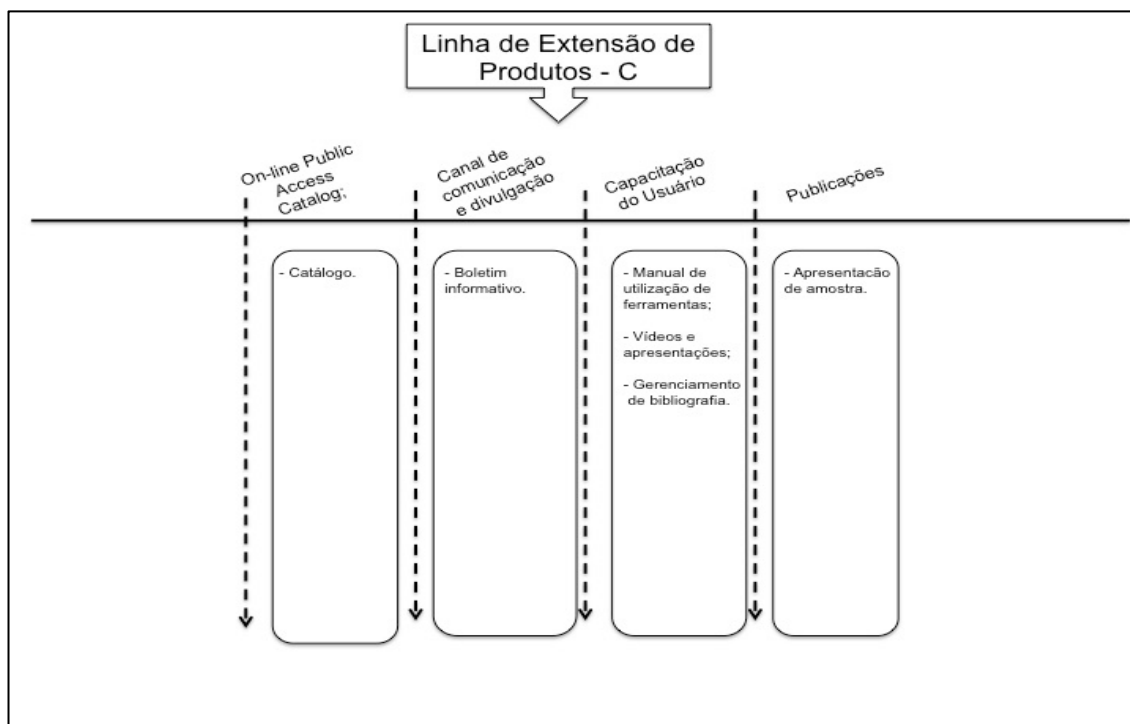 Linha de Extensão de
Produtos - C
On-line Public
Access
Catalog;
Canal de
comunicação
e divulgação
Capacitação
do Usuário
Publicações
- Catálogo.
- Boletim
informativo.
- Manual de
utilização de
ferramentas;
- Vídeos e
apresentações;
- Gerenciamento
de bibliografia.
- Apresentacão
de amostra.